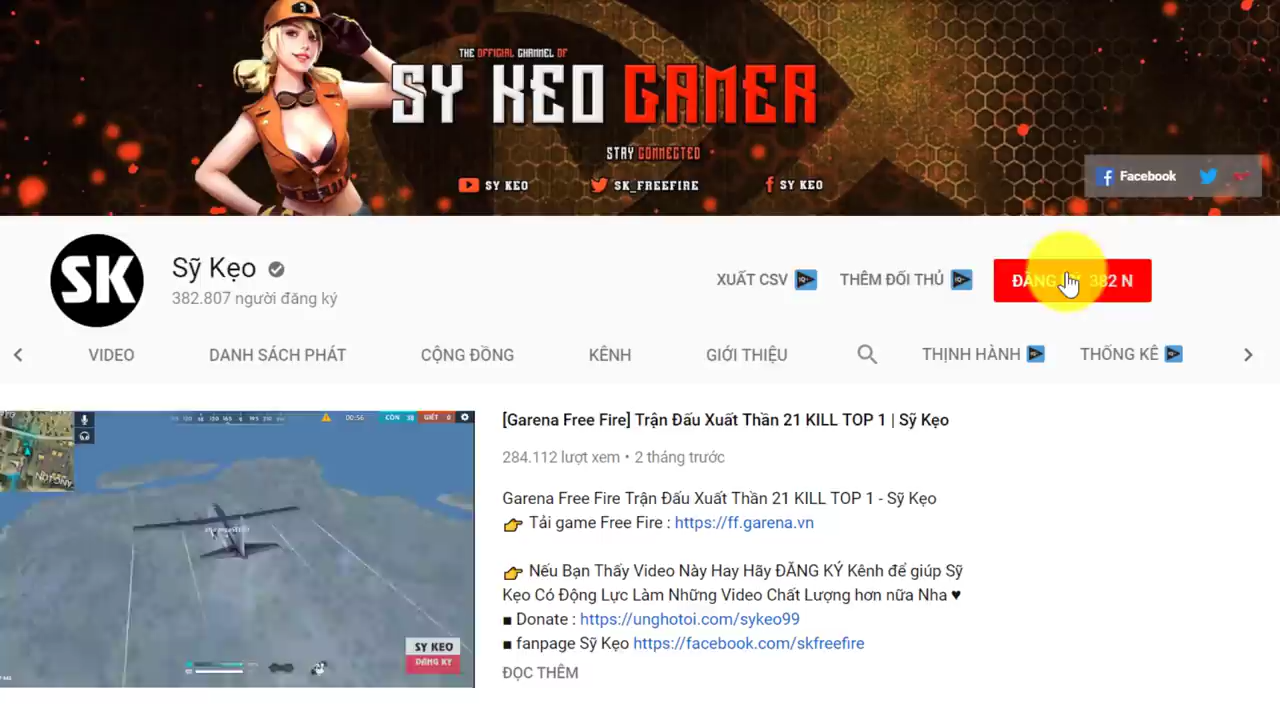 THE OFFICIAL CHANNEL OF
SY KEO GAMER
STAY CONNECTED
SY KEO
SK_FREEFIRE
SY KEO
Facebook
SK
Sỹ Kẹo
382.807 người đăng ký
XUẤT CSV
THÊM ĐỐI THỦ
382 N
VIDEO
DANH SÁCH PHÁT
CỘNG ĐỒNG
KÊNH
GIỚI THIỆU
THỊNH HÀNH
THỐNG KÊ
00:56
CÒN
GIẾT 0
SY KEO
ĐĂNG KÝ
[Garena Free Fire] Trận Đấu Xuất Thần 21 KILL TOP 1 | Sỹ Kẹo
284.112 lượt xem • 2 tháng trước
Garena Free Fire Trận Đấu Xuất Thần 21 KILL TOP 1 - Sỹ Kẹo
👉 Tải game Free Fire : https://ff.garena.vn
👉 Nếu Bạn Thấy Video Này Hay Hãy ĐĂNG KÝ Kênh để giúp Sỹ
Kẹo Có Động Lực Làm Những Video Chất Lượng hơn nữa Nha ♥
■ Donate : https://unghotoi.com/sykeo99
■ fanpage Sỹ Kẹo https://facebook.com/skfreefire
ĐỌC THÊM